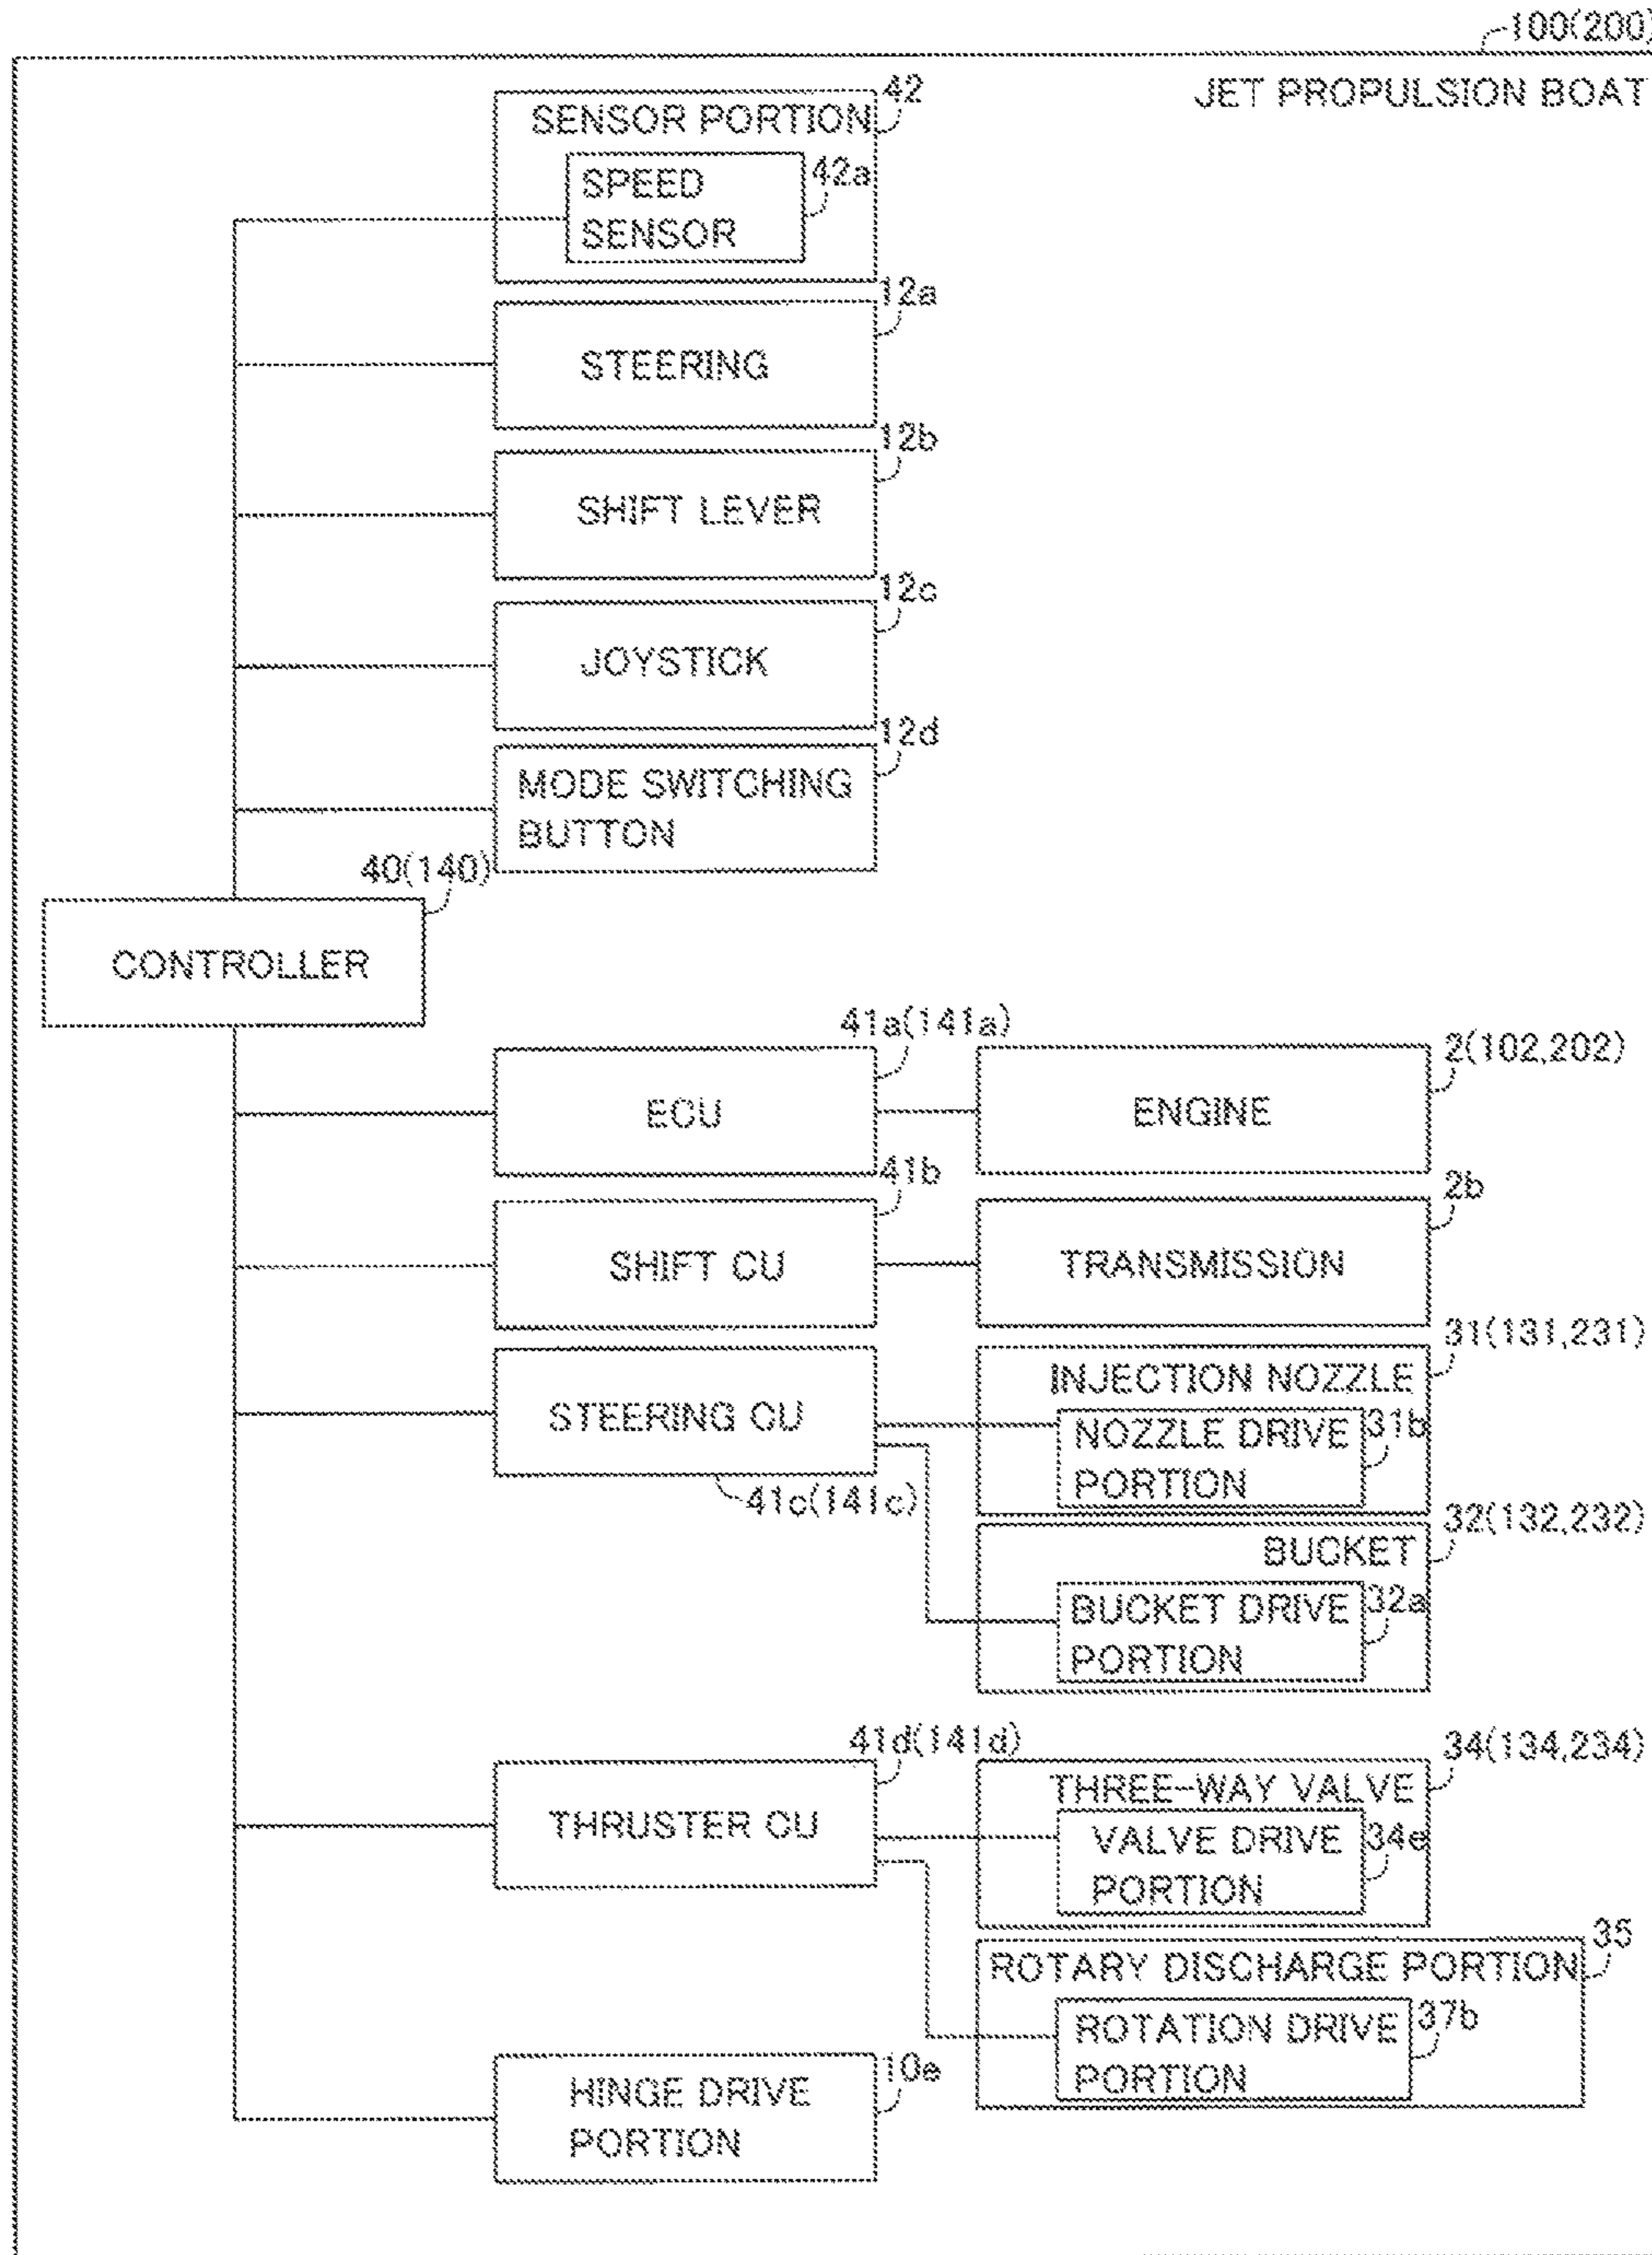 100(200)
JET PROPULSION BOAT
42
SENSOR PORTION
42a
SPEED
SENSOR
12a
STEERING
12b
SHIFT LEVER
12c
JOYSTICK
12d
MODE SWITCHING
BUTTON
40(140)
CONTROLLER
41a(141a)
ECU
2(102,202)
ENGINE
41b
SHIFT CU
2b
TRANSMISSION
STEERING CU
41c(141c)
31(131,231)
INJECTION NOZZLE
31b
NOZZLE DRIVE
PORTION
32(132,232)
BUCKET
32a
BUCKET DRIVE
PORTION
41d(141d)
THRUSTER CU
34(134,234)
THREE-WAY VALVE
34e
VALVE DRIVE
PORTION
35
ROTARY DISCHARGE PORTION
37b
ROTATION DRIVE
PORTION
10e
HINGE DRIVE
PORTION